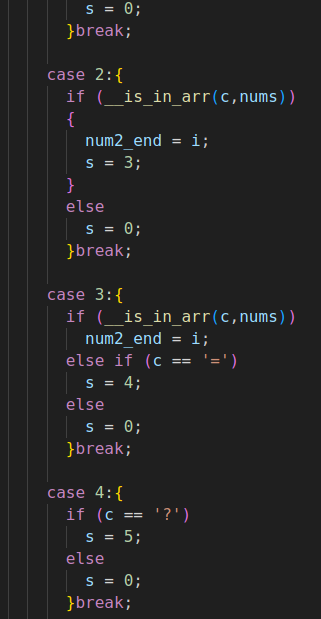 s = 0;
}break;
case 2:{
if (__is_in_arr(c,nums))
{
num2_end = i;
s = 3;
}
else
s = 0;
}break;
case 3:{
if (__is_in_arr(c,nums))
num2_end = i;
else if (c == '=')
s = 4;
else
s = 0;
}break;
case 4:{
if (c == '?')
s = 5;
else
s = 0;
}break;